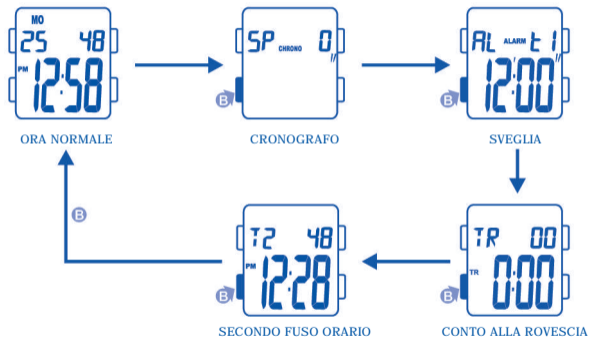 MO
25 48
PM 12:58
ORA NORMALE
SP CHRONO 0"
B
CRONOGRAFO
AL ALARM t1
12'00"
B
SVEGLIA
TR 00
TR 0:00
B
CONTO ALLA ROVESCIA
T2 48
PM 12:28
B
SECONDO FUSO ORARIO
B